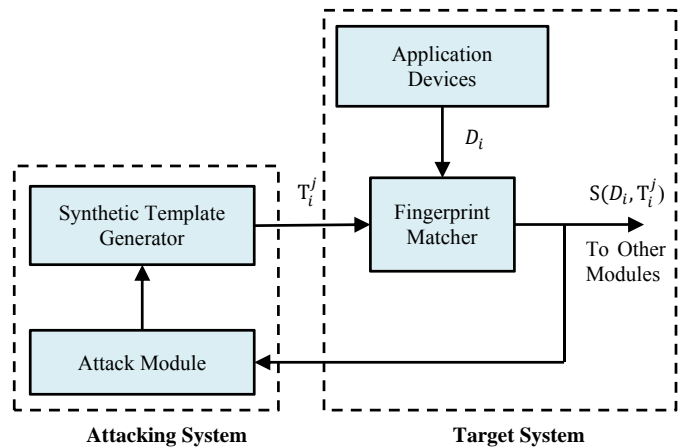 Application
Devices
D_i
T_i^j
Synthetic Template
Generator
Fingerprint
Matcher
S(D_i, T_i^j)
To Other
Modules
Attack Module
Attacking System
Target System